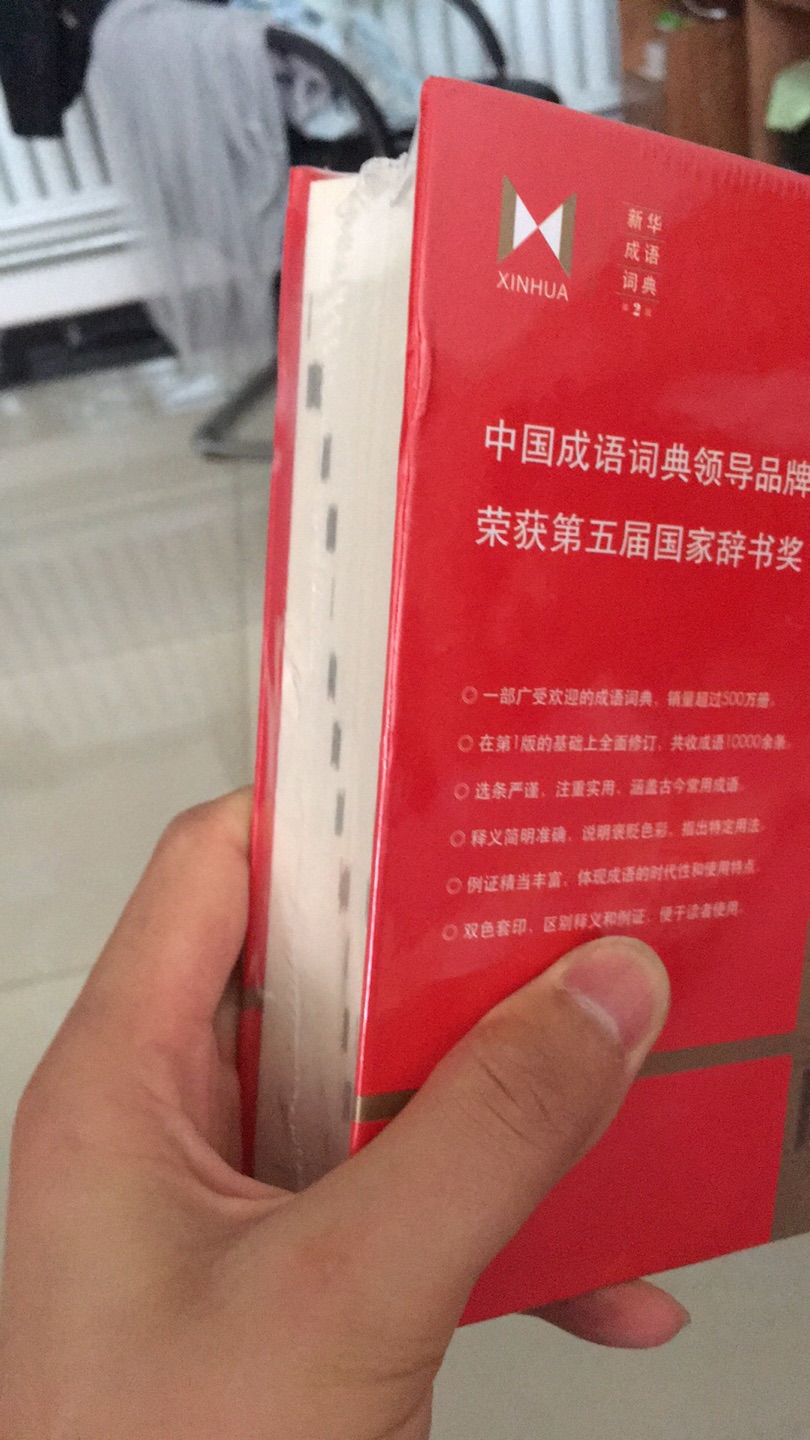 XINHUA
新华
成语
词典
2
中国成语词典领导品牌
荣获第五届国家辞书奖
◎ 一部广受欢迎的成语词典，销量超过500万册。
◎ 在第1版的基础上全面修订，共收成语10000余条。
◎ 选条严谨，注重实用，涵盖古今常用成语。
◎ 释义简明准确，说明褒贬色彩，指出特定用法。
◎ 例证精当丰富，体现成语的时代性和使用特点。
◎ 双色套印，区别释义和例证，便于读者使用。